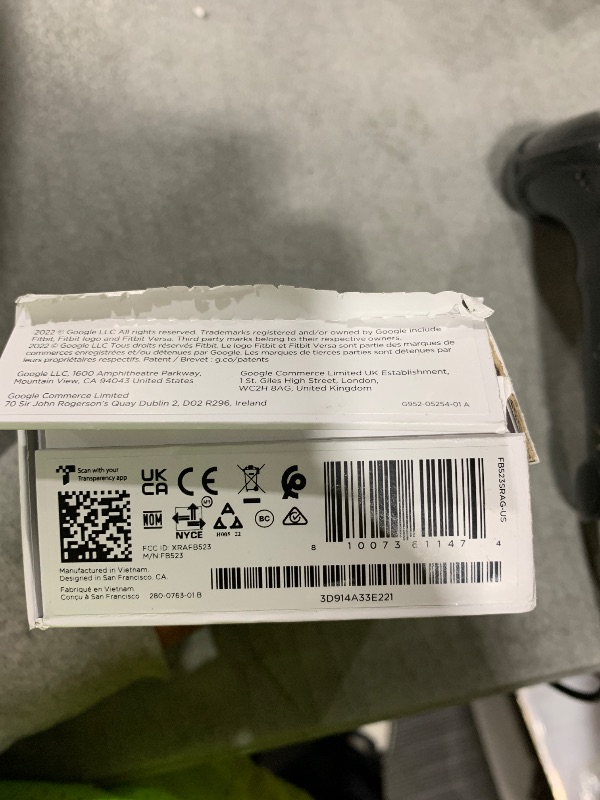 2022 © Google LLC All rights reserved. Trademarks registered and/or owned by Google include
Fitbit, Fitbit logo and Fitbit Versa. Third party marks belong to their respective owners.
2022 © Google LLC Tous droits réservés Fitbit. Le logo Fitbit et Fitbit Versa sont partie des marques de
commerces enregistrées et/ou détenues par Google. Les marques de tierces parties sont détenues par
leurs propriétaires respectifs. Patent / Brevet : g.co/patents
Google LLC, 1600 Amphitheatre Parkway,
Mountain View, CA 94043 United States
Google Commerce Limited UK Establishment,
1 St. Giles High Street, London,
WC2H 8AG, United Kingdom
Google Commerce Limited
70 Sir John Rogerson's Quay Dublin 2, D02 R296, Ireland
G952-05254-01 A
Scan with your
Transparency app
UK
CA
CE
NOM
NYCE
MY
BC
FCC ID: XRAFB523
M/N:FB523
8 10073 61147 4
FB523SRAG-US
Manufactured in Vietnam.
Designed in San Francisco, CA.
Fabriqué en Vietnam
Conçu à San Francisco
280-0763-01 B
3D914A33E221